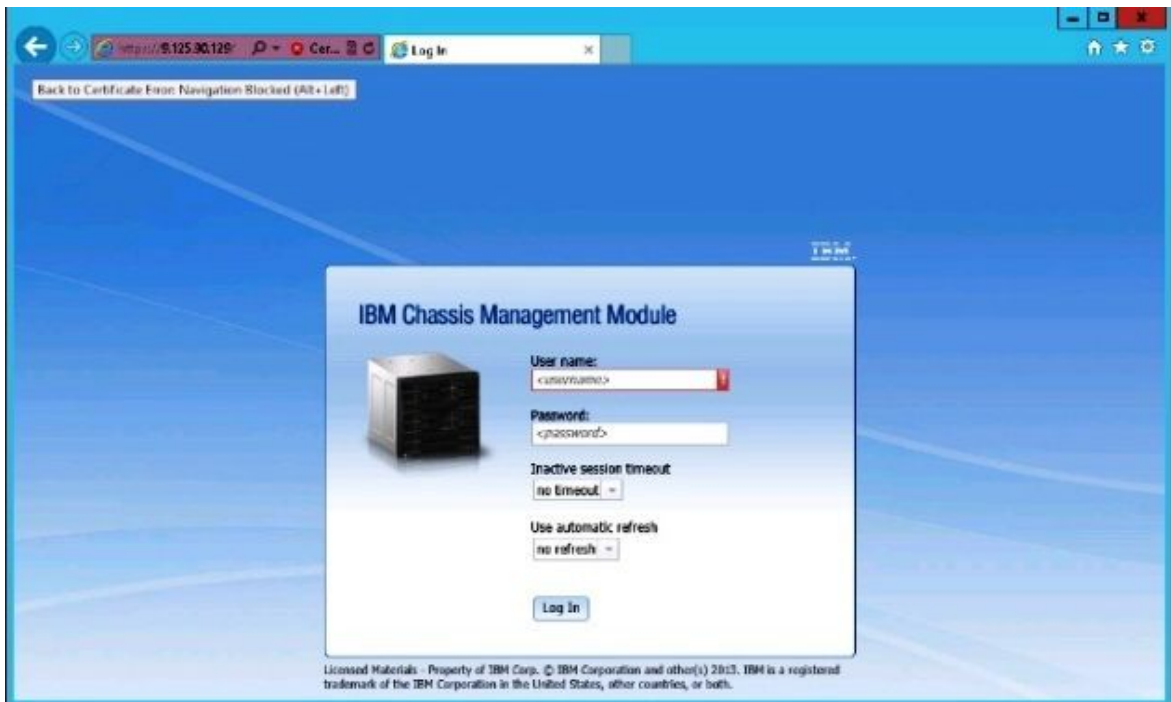 https://9.125.90.129/
Cer...
Log In
Back to Certificate Error: Navigation Blocked (Alt+Left)
IBM
IBM Chassis Management Module
User name:
<username>
Password:
<password>
Inactive session timeout
no timeout
Use automatic refresh
no refresh
Log In
Licensed Materials - Property of IBM Corp. © IBM Corporation and other(s) 2013. IBM is a registered
trademark of the IBM Corporation in the United States, other countries, or both.